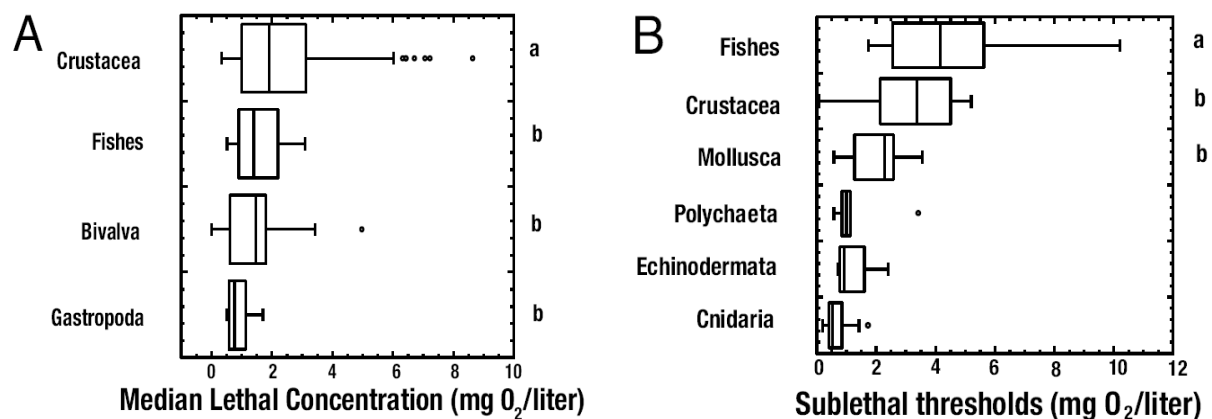 A
Crustacea a
Fishes b
Bivalva b
Gastropoda b
0 2 4 6 8 10
Median Lethal Concentration (mg O2/liter)
B
Fishes a
Crustacea b
Mollusca b
Polychaeta
Echinodermata
Cnidaria
0 2 4 6 8 10 12
Sublethal thresholds (mg O2/liter)